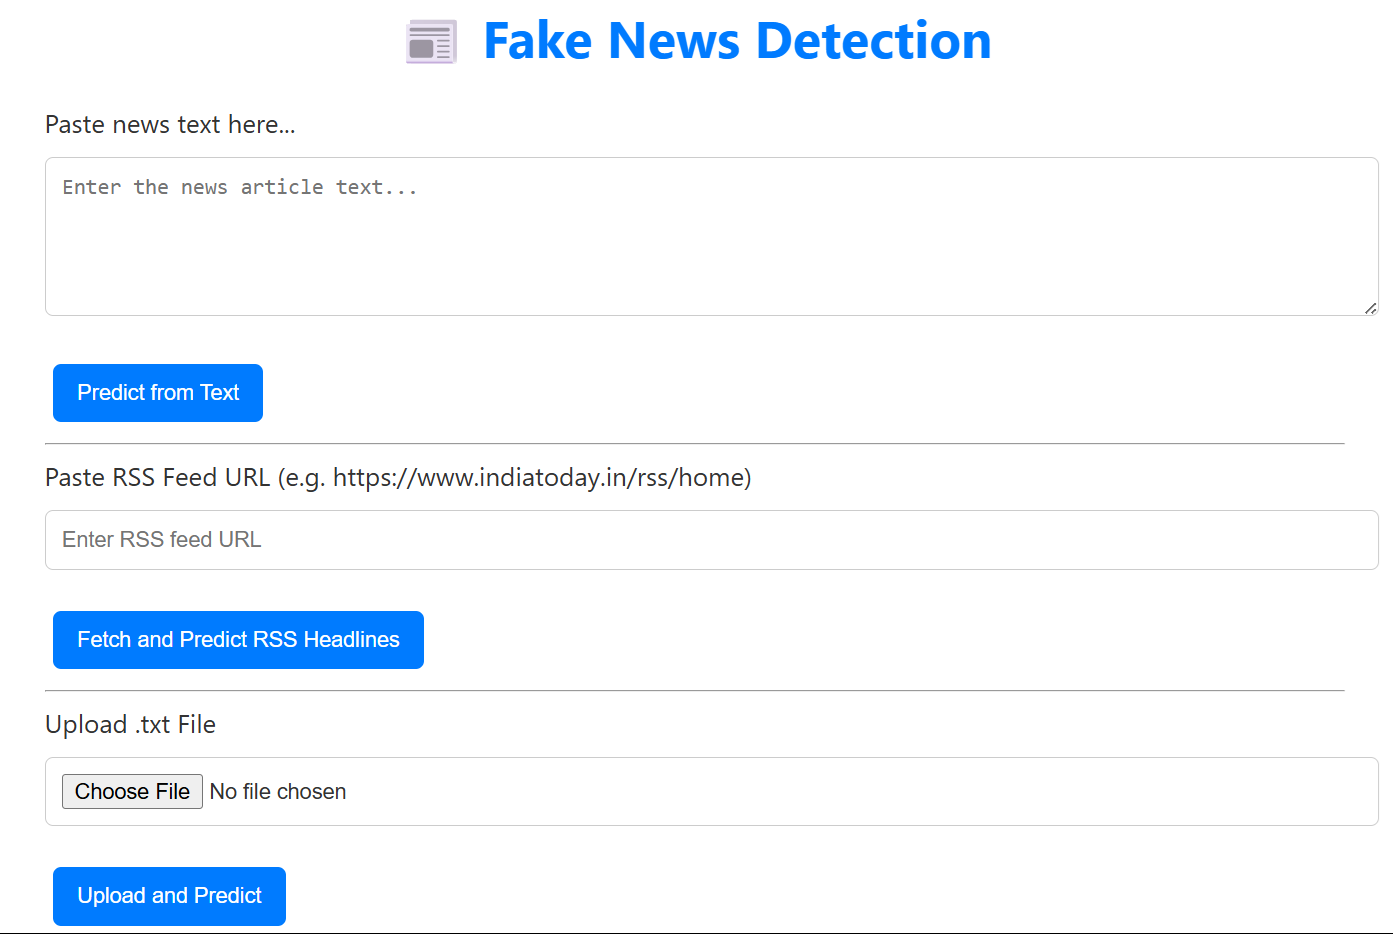 Fake News Detection
Paste news text here...
Enter the news article text...
Predict from Text
Paste RSS Feed URL (e.g. https://www.indiatoday.in/rss/home)
Enter RSS feed URL
Fetch and Predict RSS Headlines
Upload .txt File
Choose File No file chosen
Upload and Predict